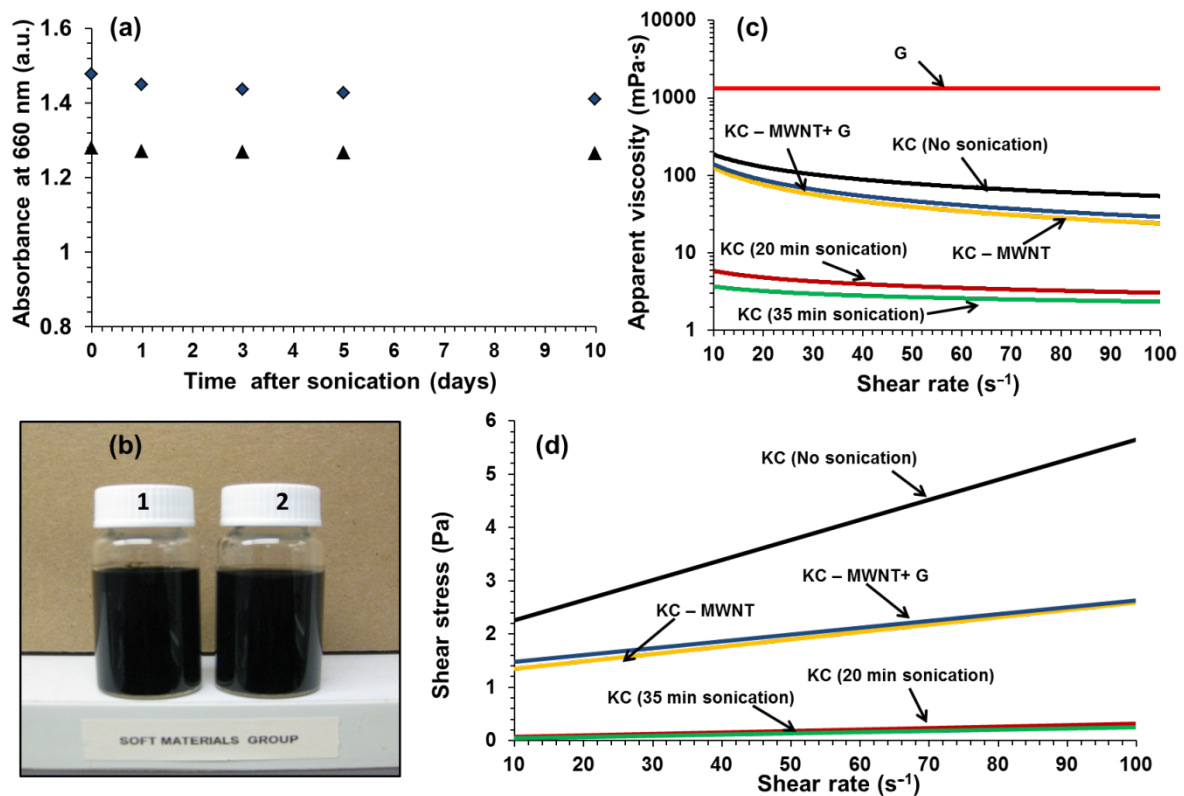 (a)
Absorbance at 660 nm (a.u.)
1.6
1.4
1.2
1
0.8
0 1 2 3 4 5 6 7 8 9 10
Time after sonication (days)
(c)
Apparent viscosity (mPa·s)
10000
1000
100
10
1
G
KC – MWNT+ G
KC (No sonication)
KC – MWNT
KC (20 min sonication)
KC (35 min sonication)
10 20 30 40 50 60 70 80 90 100
Shear rate (s⁻¹)
(b)
1 2
SOFT MATERIALS GROUP
(d)
Shear stress (Pa)
6
5
4
3
2
1
0
KC (No sonication)
KC – MWNT+ G
KC – MWNT
KC (20 min sonication)
KC (35 min sonication)
10 20 30 40 50 60 70 80 90 100
Shear rate (s⁻¹)